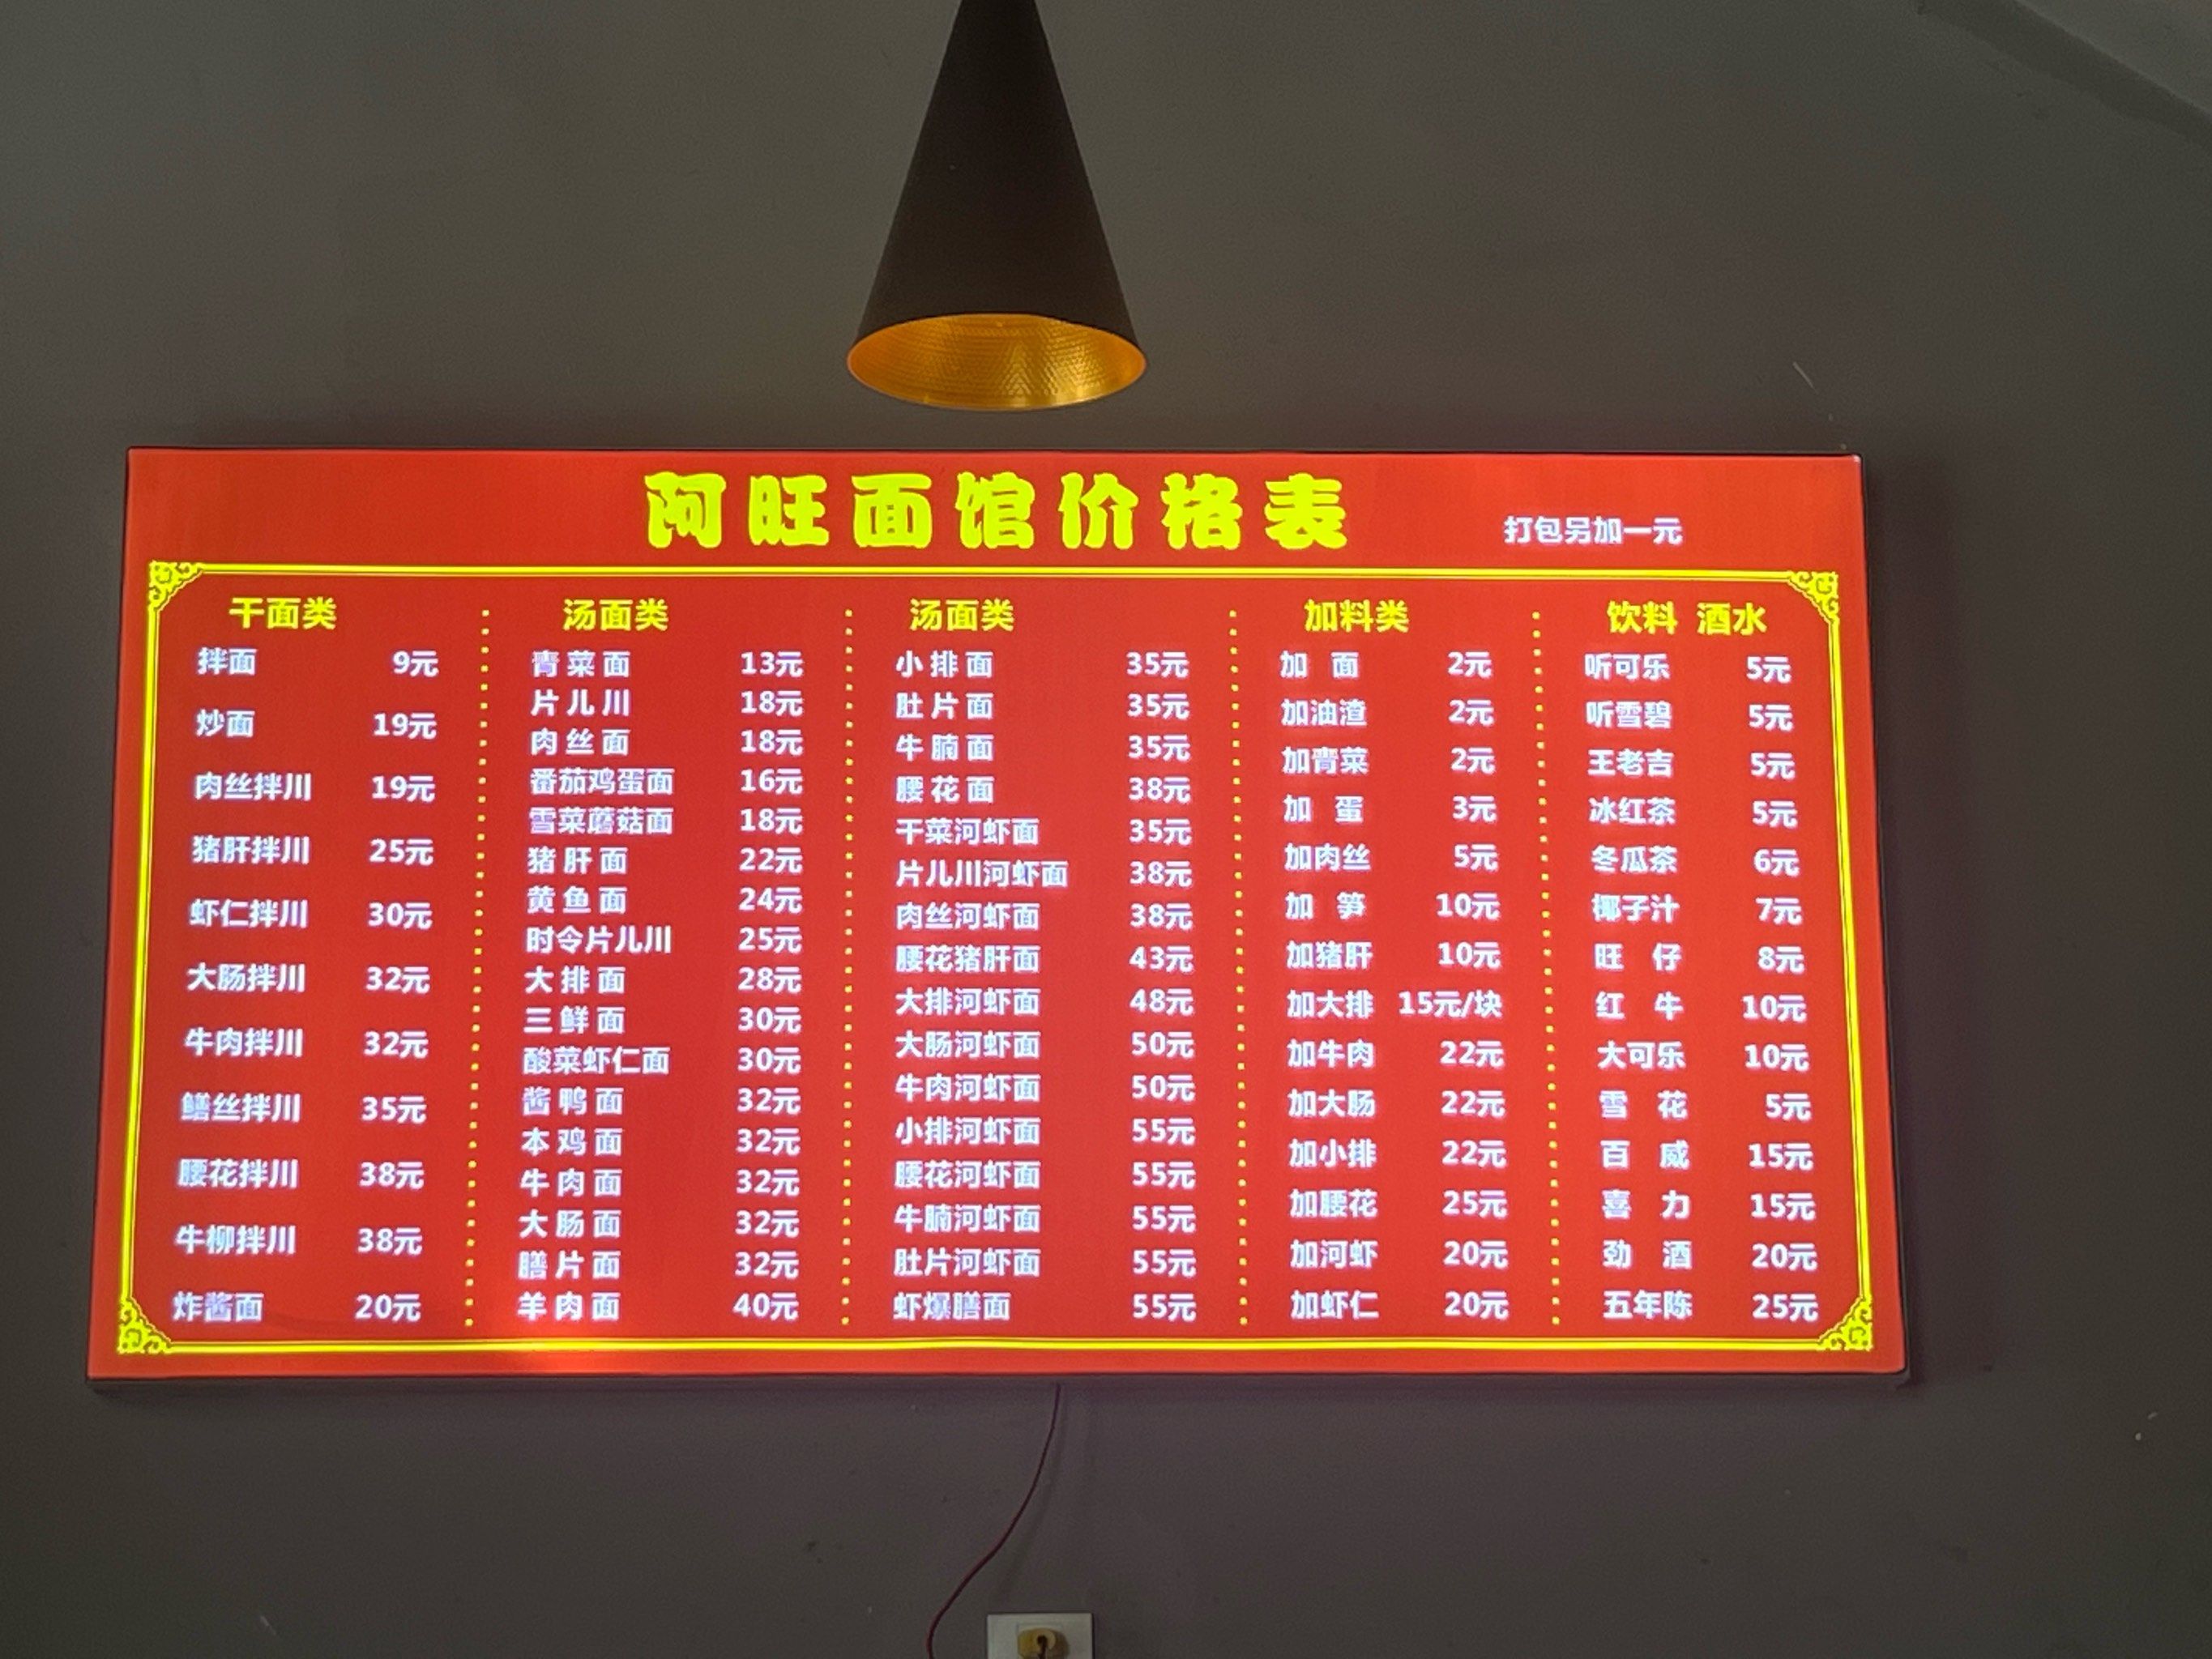 阿旺面馆价格表
打包另加一元
干面类
拌面 9元
炒面 19元
肉丝拌川 19元
猪肝拌川 25元
虾仁拌川 30元
大肠拌川 32元
牛肉拌川 32元
鳝丝拌川 35元
腰花拌川 38元
牛柳拌川 38元
炸酱面 20元
汤面类
青菜面 13元
片儿川 18元
肉丝面 18元
番茄鸡蛋面 16元
雪菜蘑菇面 18元
猪肝面 22元
黄鱼面 24元
时令片儿川 25元
大排面 28元
三鲜面 30元
酸菜虾仁面 30元
酱鸭面 32元
本鸡面 32元
牛肉面 32元
大肠面 32元
膳片面 32元
羊肉面 40元
汤面类
小排面 35元
肚片面 35元
牛腩面 35元
腰花面 38元
干菜河虾面 35元
片儿川河虾面 38元
肉丝河虾面 38元
腰花猪肝面 43元
大排河虾面 48元
大肠河虾面 50元
牛肉河虾面 50元
小排河虾面 55元
腰花河虾面 55元
牛腩河虾面 55元
肚片河虾面 55元
虾爆膳面 55元
加料类
加面 2元
加油渣 2元
加青菜 2元
加蛋 3元
加肉丝 5元
加笋 10元
加猪肝 10元
加大排 15元/块
加牛肉 22元
加大肠 22元
加小排 22元
加腰花 25元
加河虾 20元
加虾仁 20元
饮料 酒水
听可乐 5元
听雪碧 5元
王老吉 5元
冰红茶 5元
冬瓜茶 6元
椰子汁 7元
旺仔 8元
红牛 10元
大可乐 10元
雪花 5元
百威 15元
喜力 15元
劲酒 20元
五年陈 25元